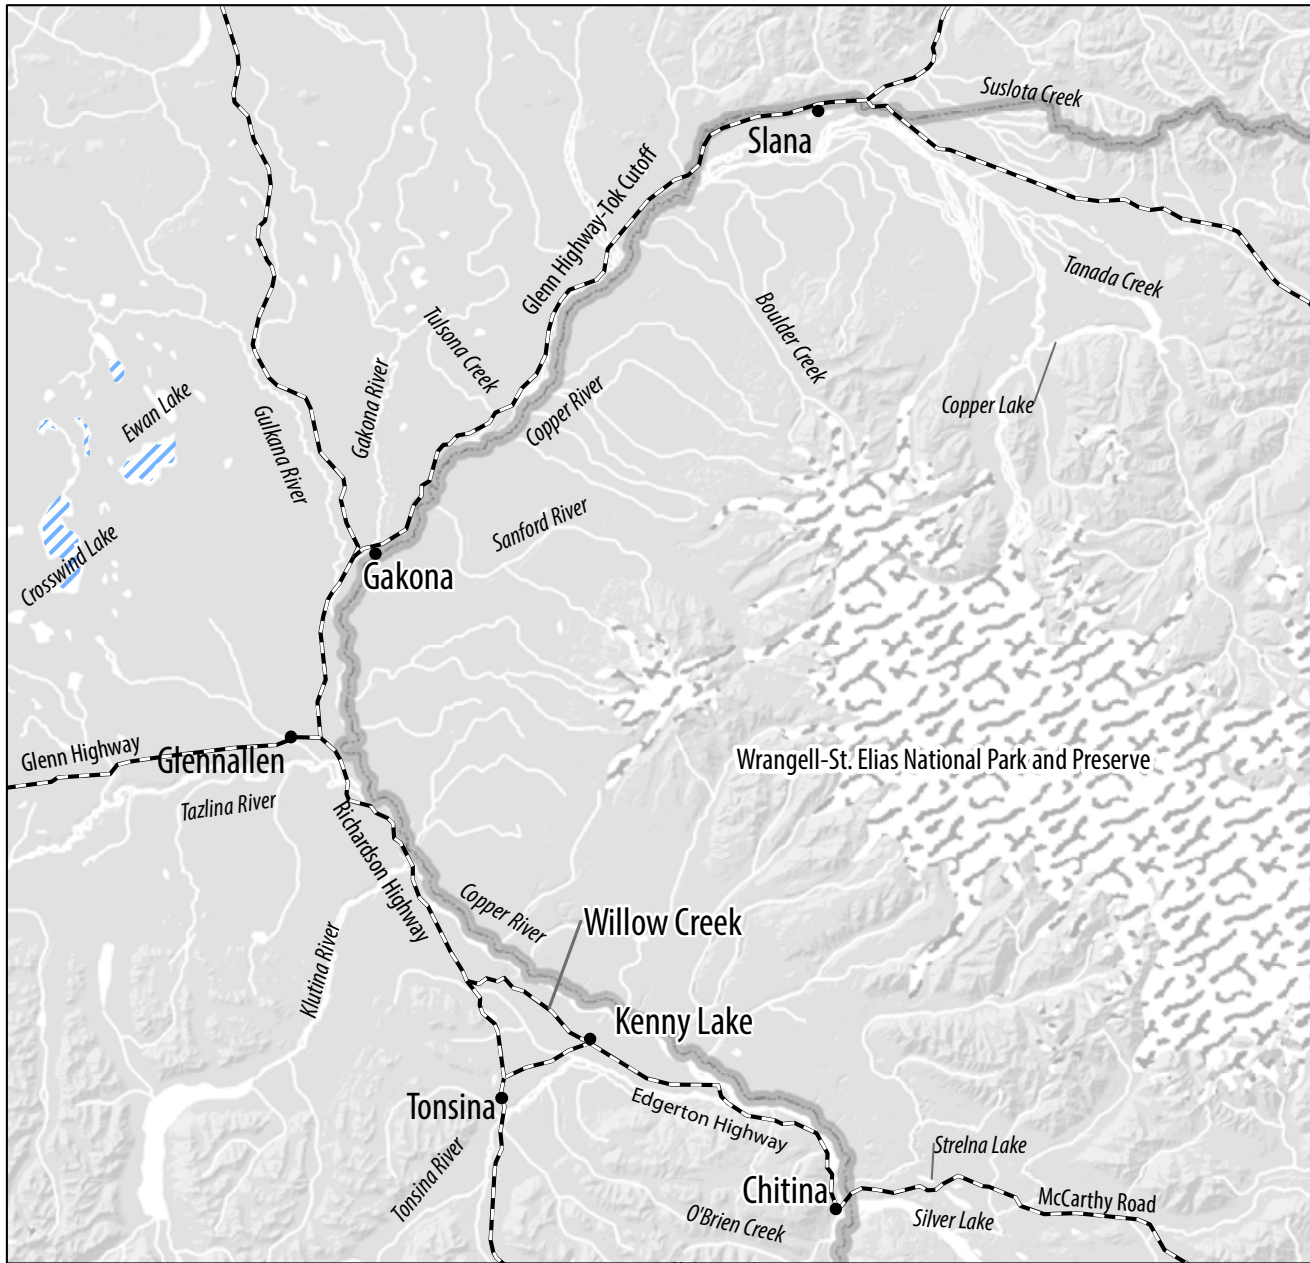 Suslota Creek
Slana
Glenn Highway-Tok Cutoff
Tanada Creek
Boulder Creek
Tulsona Creek
Gakona River
Copper River
Copper Lake
Ewan Lake
Gulkana River
Sanford River
Crosswind Lake
Gakona
Glenn Highway
Glennallen
Wrangell-St. Elias National Park and Preserve
Tazlina River
Richardson Highway
Copper River
Willow Creek
Klutina River
Kenny Lake
Tonsina
Edgerton Highway
Strelna Lake
Tonsina River
Chitina
McCarthy Road
O'Brien Creek
Silver Lake